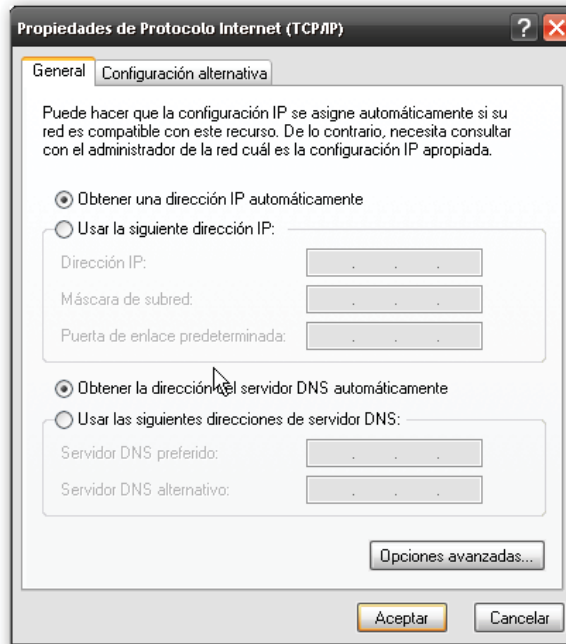 Propiedades de Protocolo Internet (TCP/IP)
General
Configuración alternativa
Puede hacer que la configuración IP se asigne automáticamente si su
red es compatible con este recurso. De lo contrario, necesita consultar
con el administrador de la red cuál es la configuración IP apropiada.
Obtener una dirección IP automáticamente
Usar la siguiente dirección IP:
Dirección IP:
Máscara de subred:
Puerta de enlace predeterminada:
Obtener la dirección del servidor DNS automáticamente
Usar las siguientes direcciones de servidor DNS:
Servidor DNS preferido:
Servidor DNS alternativo:
Opciones avanzadas...
Aceptar
Cancelar